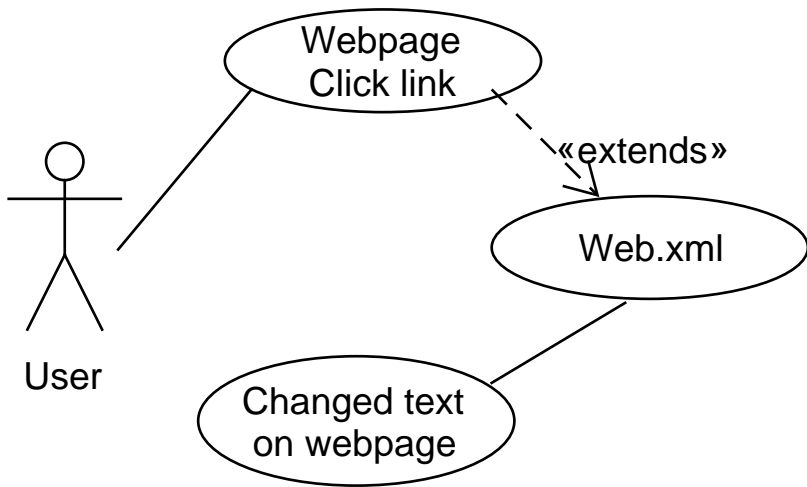 Webpage
Click link
«extends»
Web.xml
User
Changed text
on webpage